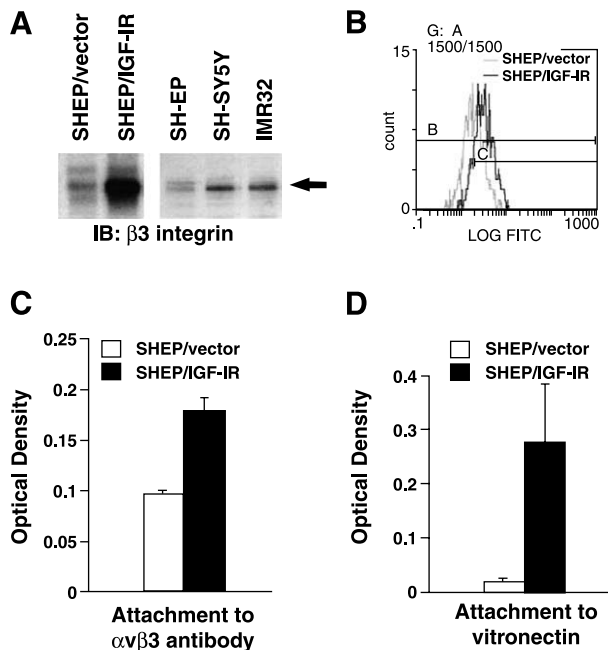 A
SHEP/vector
SHEP/IGF-IR
SH-EP
SH-SY5Y
IMR32
IB: β3 integrin
B
G: A
1500/1500
15
SHEP/vector
SHEP/IGF-IR
count
B
C
0
.1
1000
LOG FITC
C
0.25
SHEP/vector
0.2
SHEP/IGF-IR
0.15
Optical Density
0.1
0.05
0
Attachment to
αvβ3 antibody
D
SHEP/vector
0.4
SHEP/IGF-IR
0.3
Optical Density
0.2
0.1
0
Attachment to
vitronectin